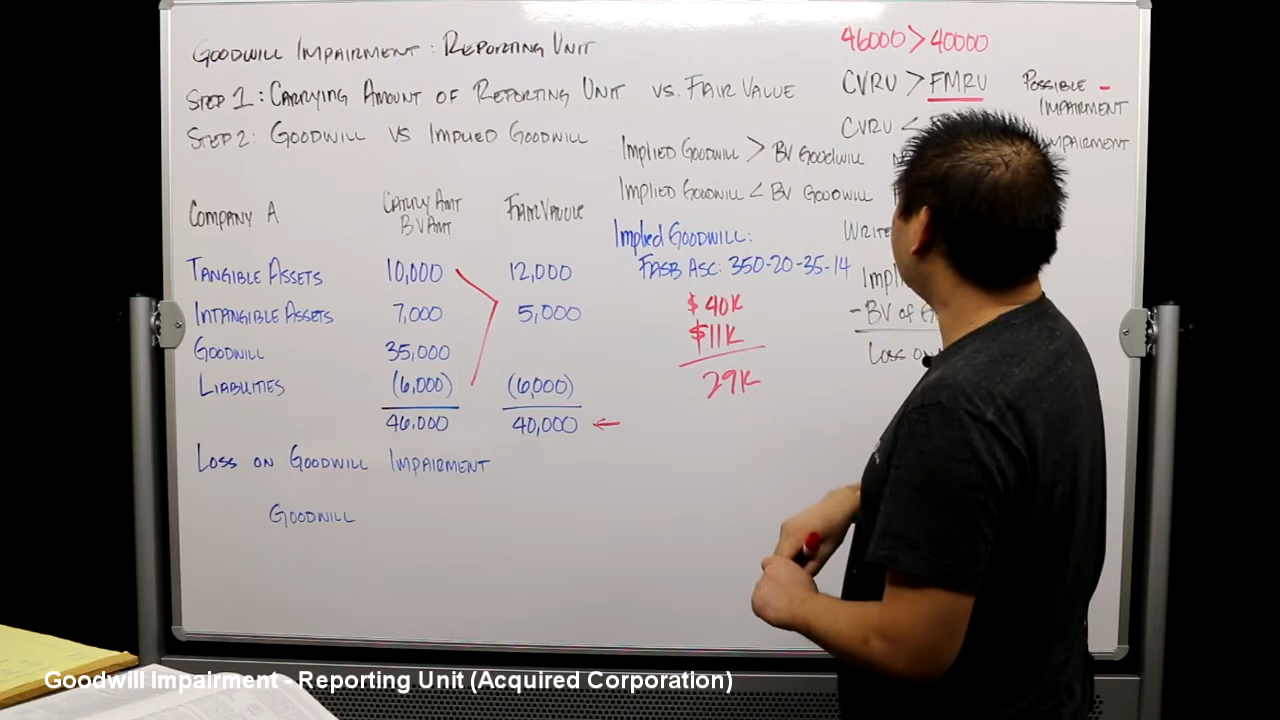 GOODWILL IMPAIRMENT : REPORTING UNIT
STEP 1 : CARRYING AMOUNT OF REPORTING UNIT VS. FAIR VALUE
STEP 2: GOODWILL VS IMPLIED GOODWILL
46000 > 40000
CVRU > FMRU POSSIBLE - IMPAIRMENT
CVRU < IMPAIRMENT
IMPLIED GOODWILL > BV GOODWILL
IMPLIED GOODWILL < BV GOODWILL
COMPANY A CARRY AMT BV AMT FAIR VALUE
TANGIBLE ASSETS 10,000 12,000
INTANGIBLE ASSETS 7,000 5,000
GOODWILL 35,000
LIABILITIES (6,000) (6,000)
46,000 40,000 ←
LOSS ON GOODWILL IMPAIRMENT
GOODWILL
IMPLIED GOODWILL:
FASB ASC: 350-20-35-14
$ 40K
$11K
29K
WRITE
- BV OF
LOSS ON
Goodwill Impairment - Reporting Unit (Acquired Corporation)